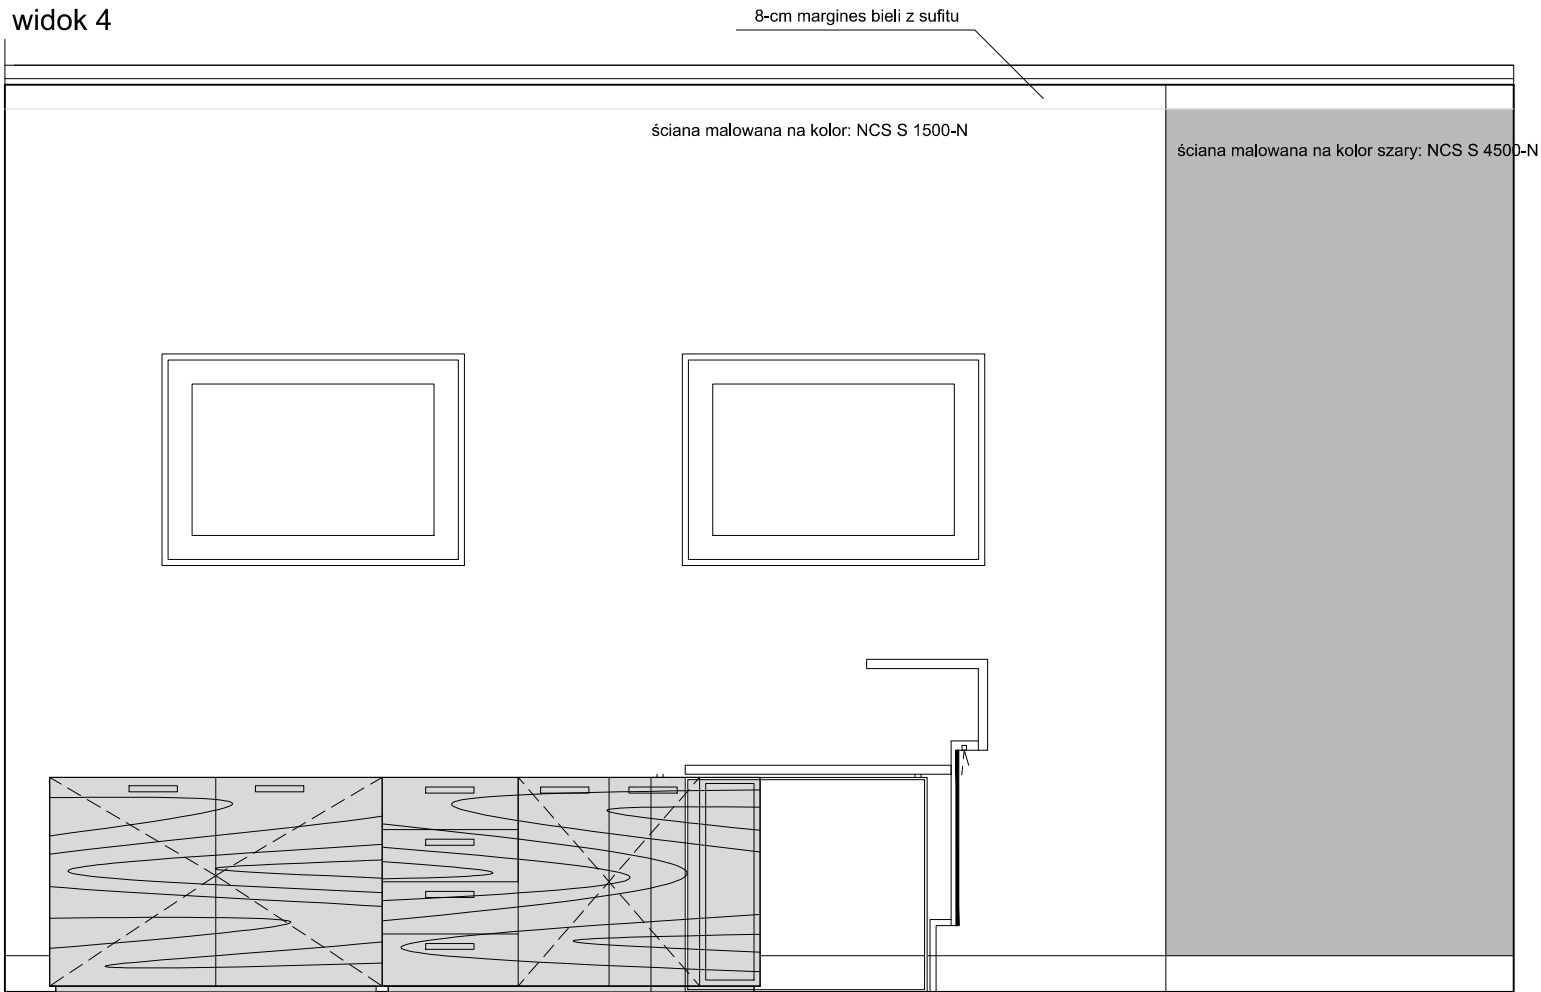 widok 4
8-cm margines bieli z sufitu
ściana malowana na kolor: NCS S 1500-N
ściana malowana na kolor szary: NCS S 4500-N